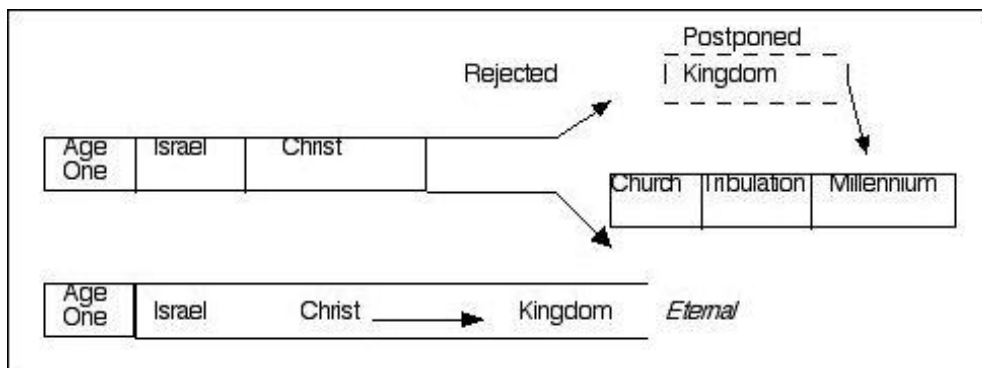 Postponed
Rejected Kingdom
Age One Israel Christ
Church Tribulation Millennium
Age One Israel Christ Kingdom Eternal